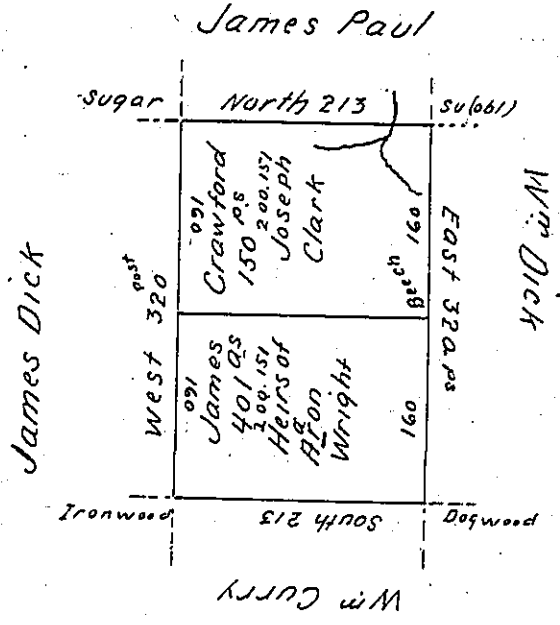 James Paul
Sugar
North 213
Su(obl)
James Dick
West 320
post
160
Crawford
150 ps
200.151
Joseph
Clark
160
Beech
East 320 ps
Wm Dick
160
James
401 as
200.151
Heirs of
a
Aron
Wright
160
Ironwood
South 213
Dogwood
Wm Curry